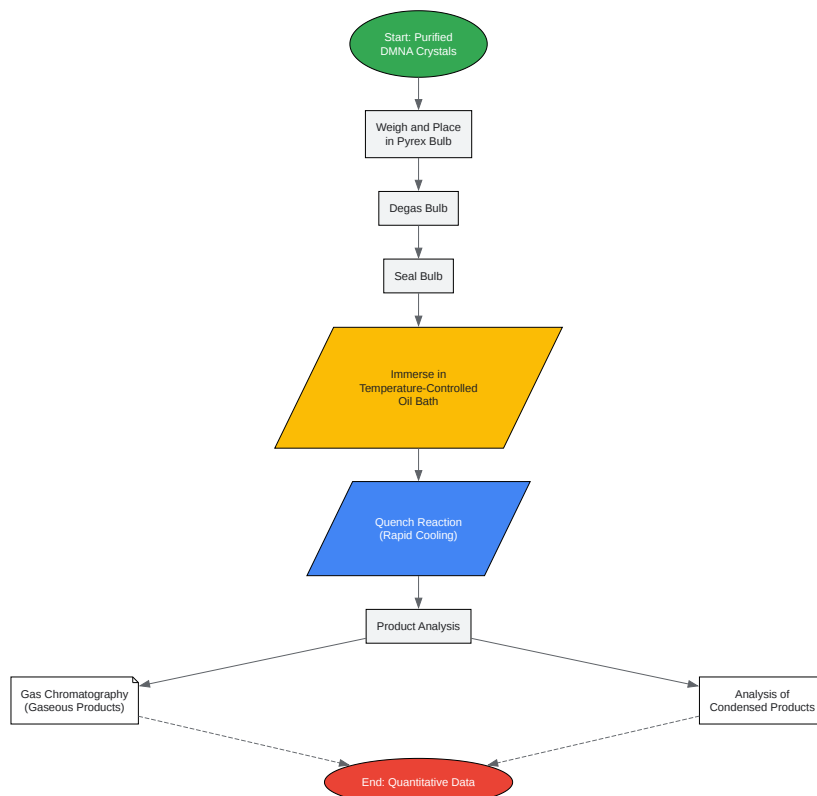 Start: Purified
DMNA Crystals
Weigh and Place
in Pyrex Bulb
Degas Bulb
Seal Bulb
Immerse in
Temperature-Controlled
Oil Bath
Quench Reaction
(Rapid Cooling)
Product Analysis
Gas Chromatography
(Gaseous Products)
Analysis of
Condensed Products
End: Quantitative Data